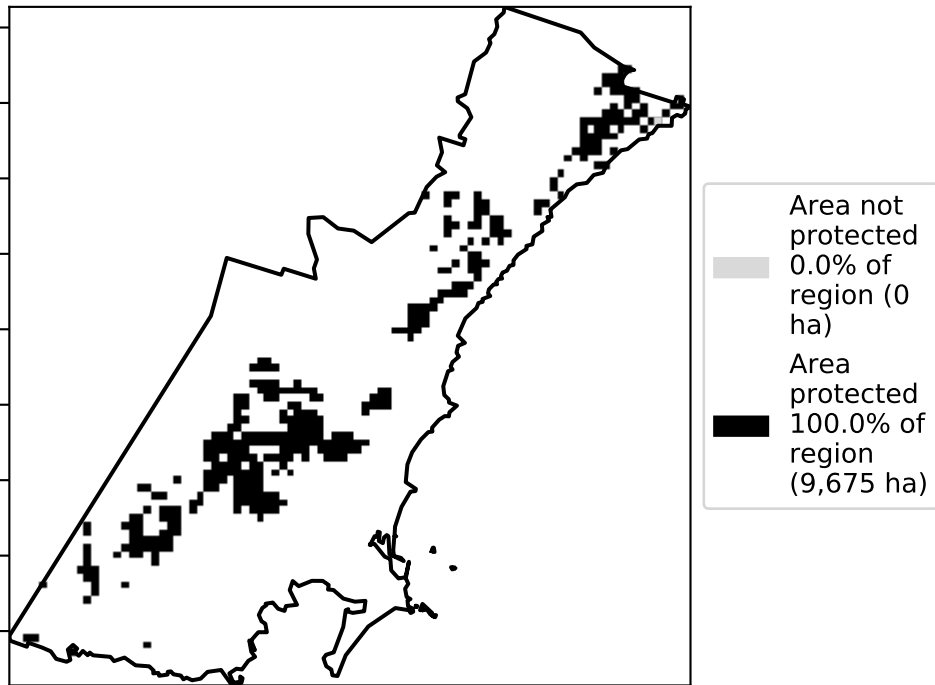 Area not
protected
0.0% of
region (0
ha)
Area
protected
100.0% of
region
(9,675 ha)